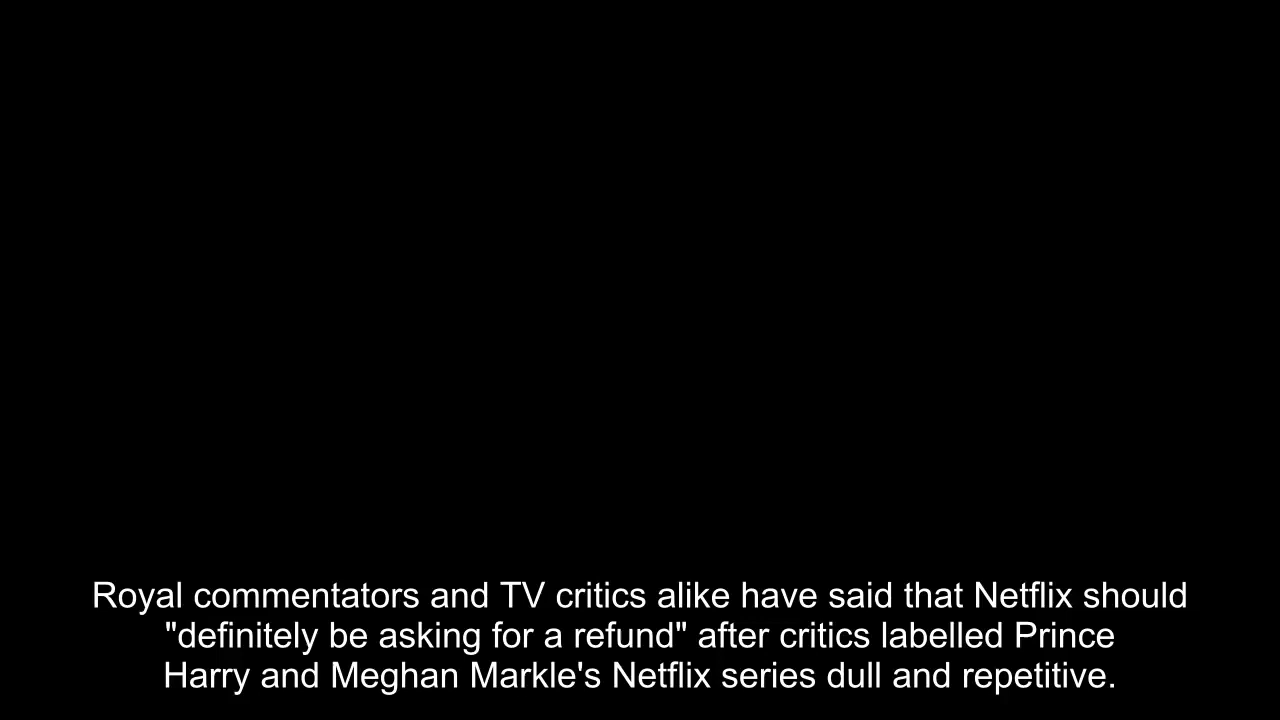 Royal commentators and TV critics alike have said that Netflix should
"definitely be asking for a refund" after critics labelled Prince
Harry and Meghan Markle's Netflix series dull and repetitive.